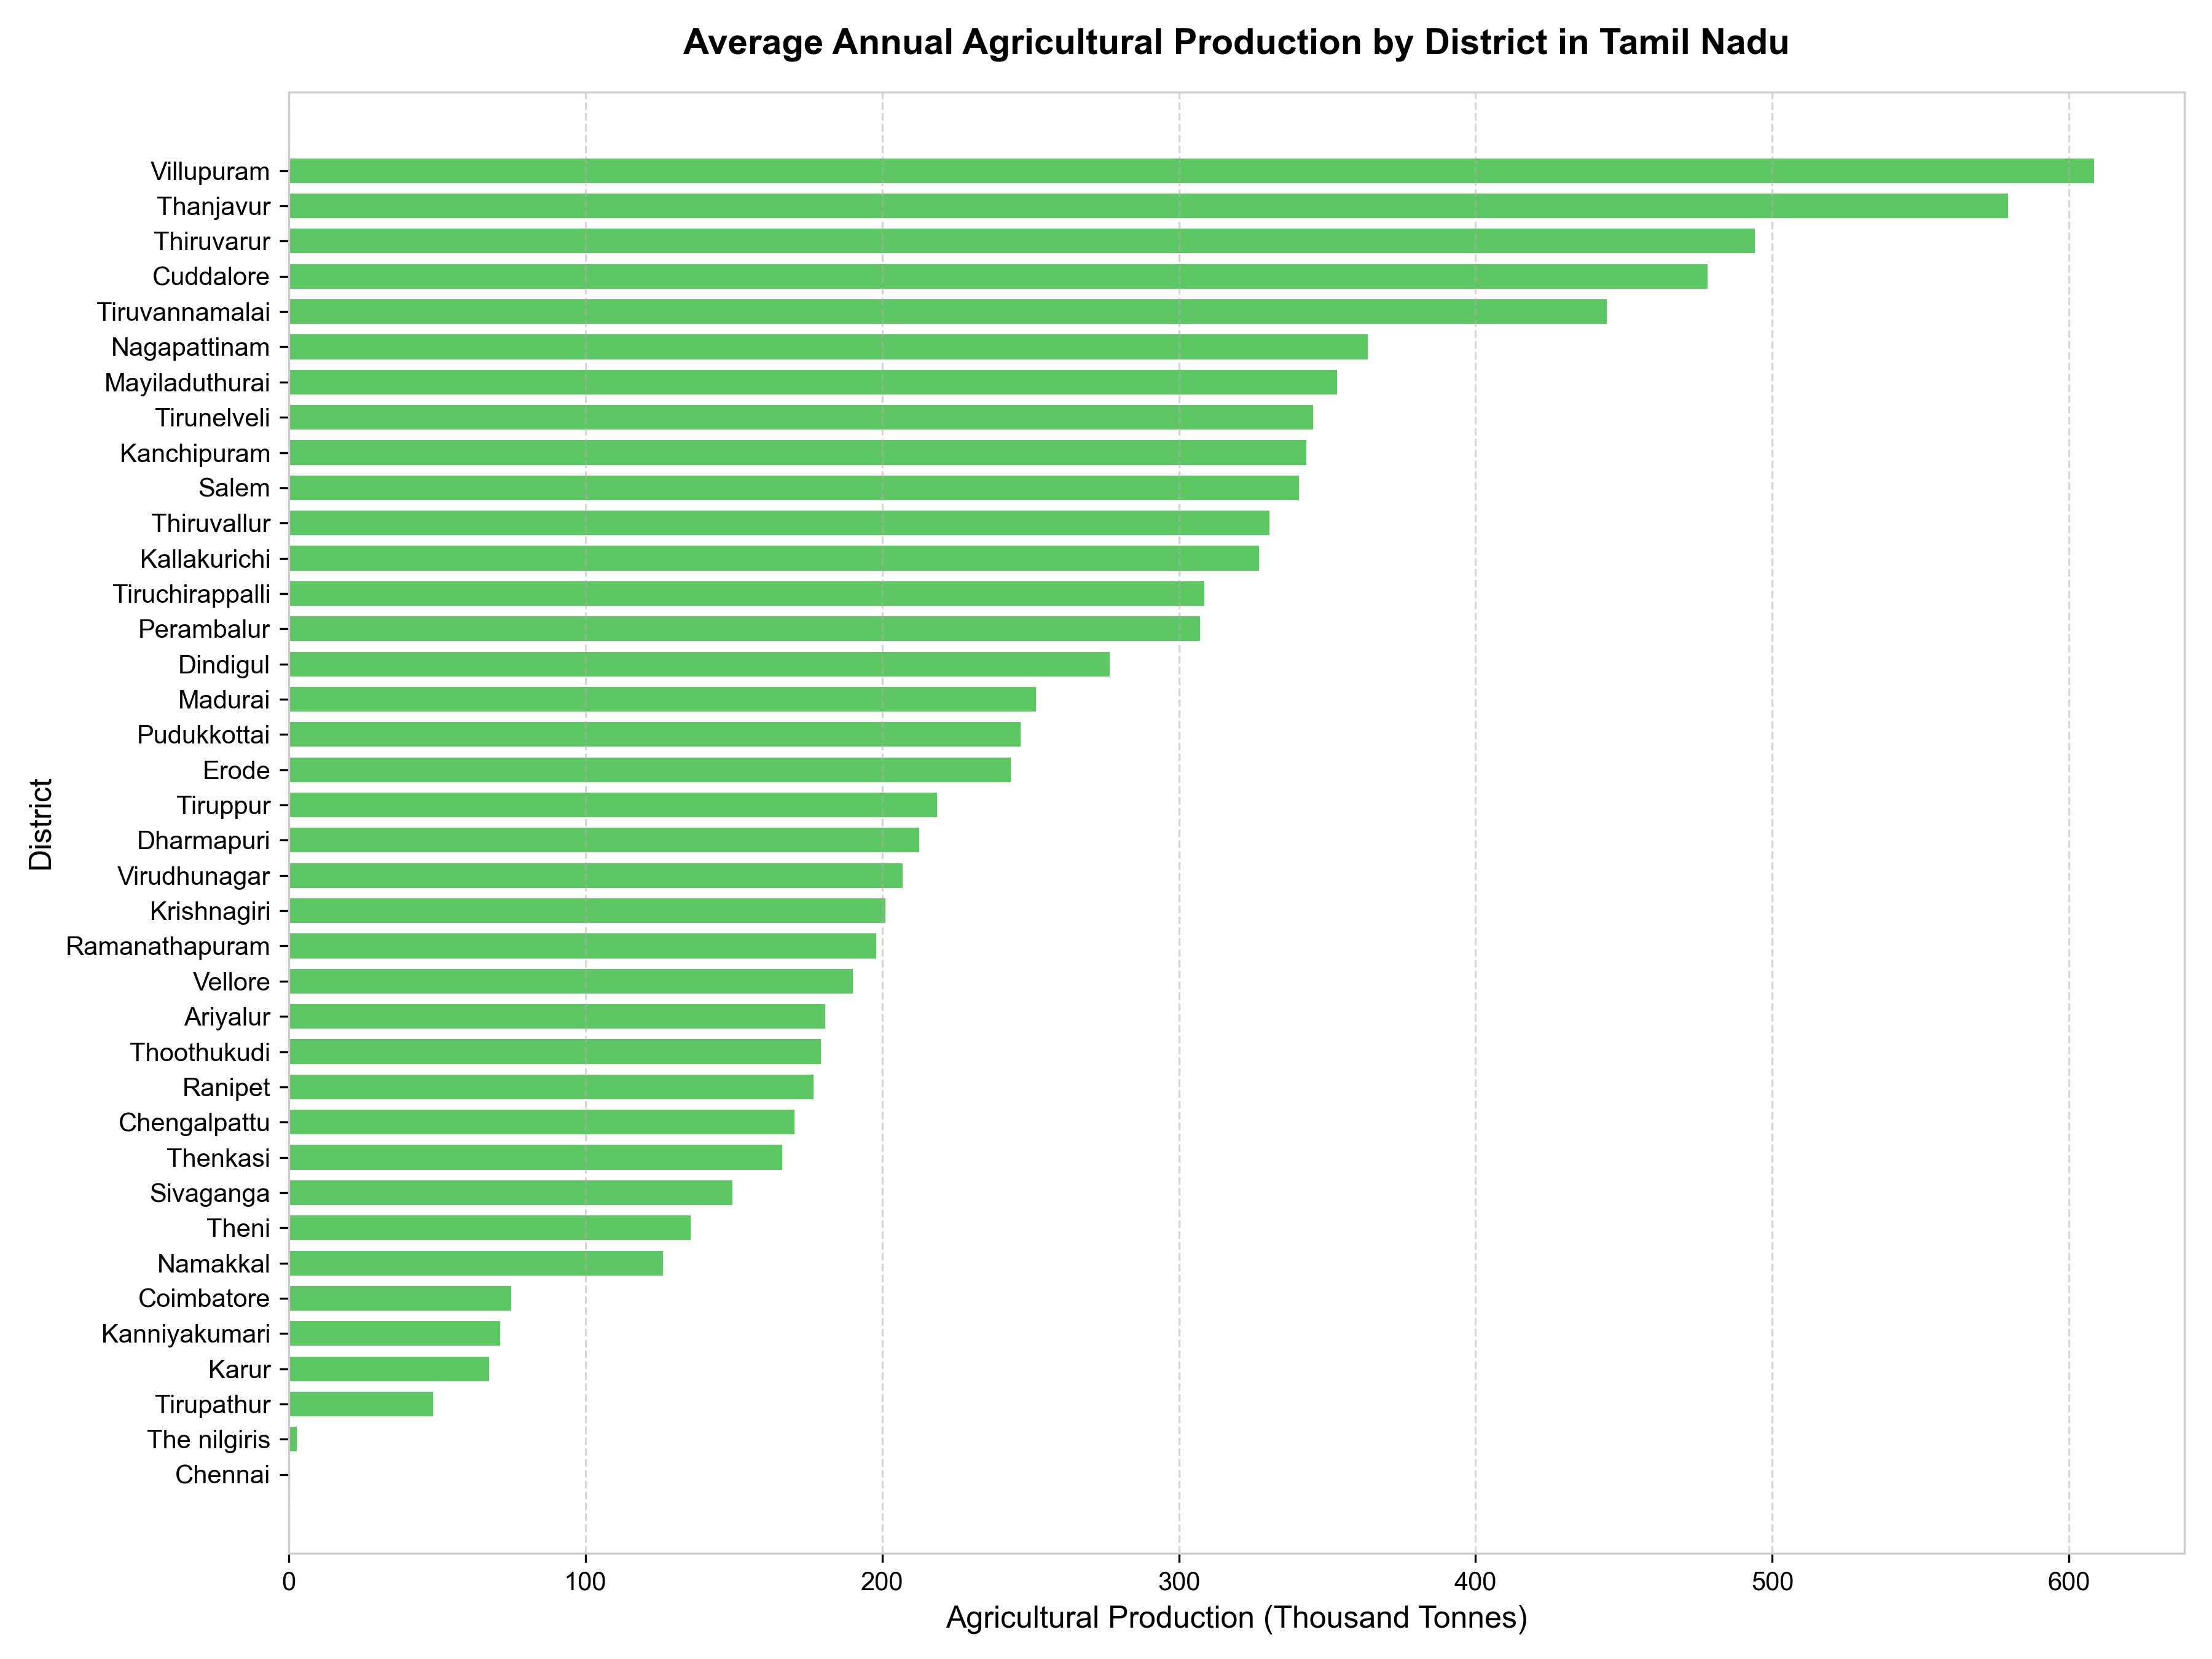 Average Annual Agricultural Production by District in Tamil Nadu
Villupuram
Thanjavur
Thiruvarur
Cuddalore
Tiruvannamalai
Nagapattinam
Mayiladuthurai
Tirunelveli
Kanchipuram
Salem
Thiruvallur
Kallakurichi
Tiruchirappalli
Perambalur
Dindigul
Madurai
Pudukkottai
Erode
Tiruppur
Dharmapuri
Virudhunagar
Krishnagiri
Ramanathapuram
Vellore
Ariyalur
Thoothukudi
Ranipet
Chengalpattu
Thenkasi
Sivaganga
Theni
Namakkal
Coimbatore
Kanniyakumari
Karur
Tirupathur
The nilgiris
Chennai
District
0 100 200 300 400 500 600
Agricultural Production (Thousand Tonnes)